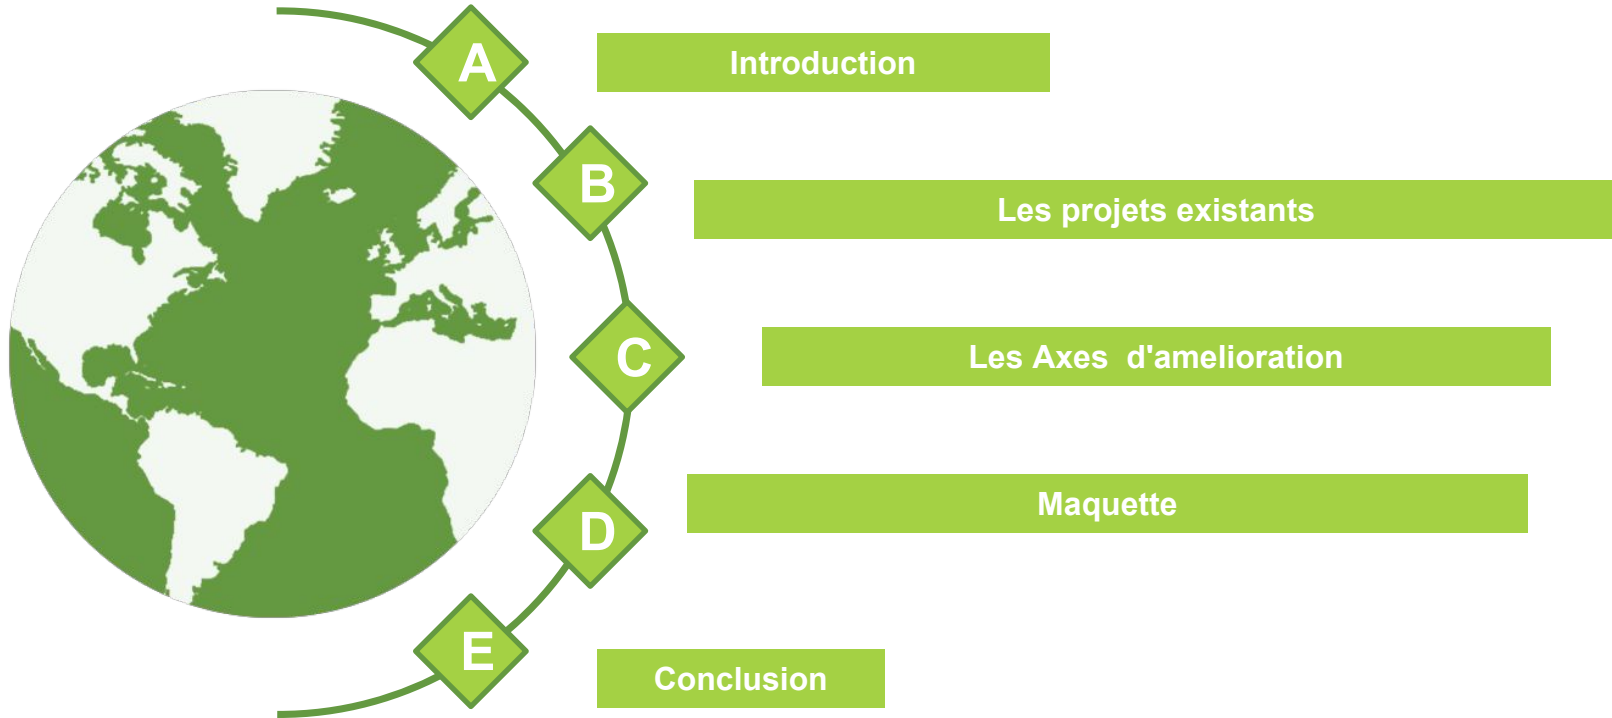 A
Introduction
B
Les projets existants
C
Les Axes  d'amelioration
D
Maquette
E
Conclusion